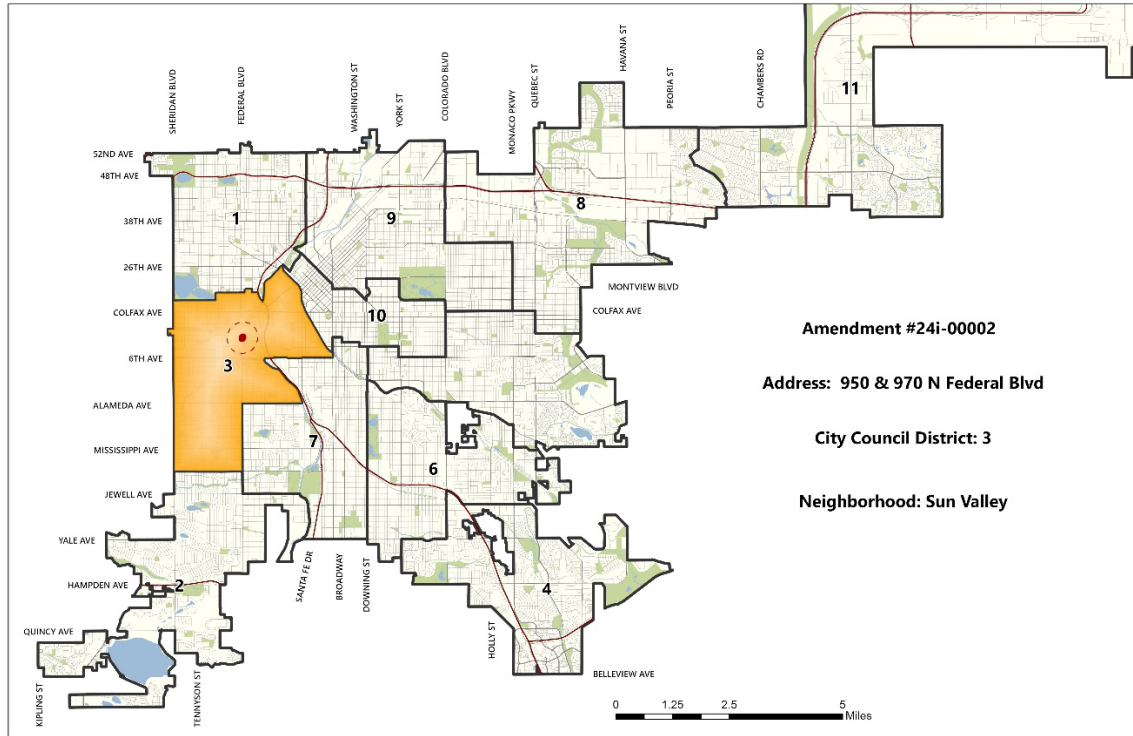 SHERIDAN BLVD
FEDERAL BLVD
WASHINGTON ST
YORK ST
COLORADO BLVD
MONACO PKWY
QUEBEC ST
HAVANA ST
PEORIA ST
CHAMBERS RD
11
52ND AVE
48TH AVE
38TH AVE
26TH AVE
COLFAX AVE
6TH AVE
ALAMEDA AVE
MISSISSIPPI AVE
JEWELL AVE
YALE AVE
HAMPDEN AVE
QUINCY AVE
1
9
8
10
3
7
6
2
4
MONTVIEW BLVD
COLFAX AVE
Amendment #24i-00002
Address: 950 & 970 N Federal Blvd
City Council District: 3
Neighborhood: Sun Valley
SANTA FE DR
BROADWAY
DOWNING ST
HOLLY ST
BELLEVIEW AVE
KIPLING ST
TENNYSON ST
0 1.25 2.5 5
Miles